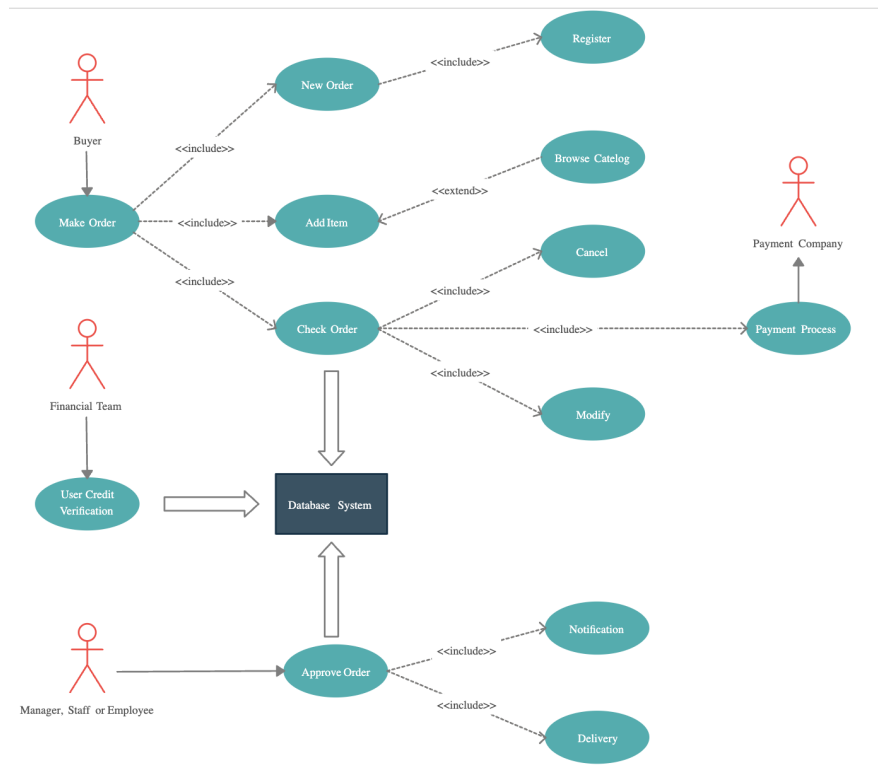 Register
<<include>>
New Order
Buyer
<<include>>
Browse Catelog
<<extend>>
Make Order
<<include>>
Add Item
Payment Company
Cancel
<<include>>
<<include>>
Check Order
<<include>>
Payment Process
<<include>>
Financial Team
Modify
User Credit
Verification
Database System
Notification
<<include>>
Approve Order
Manager, Staff or Employee
<<include>>
Delivery